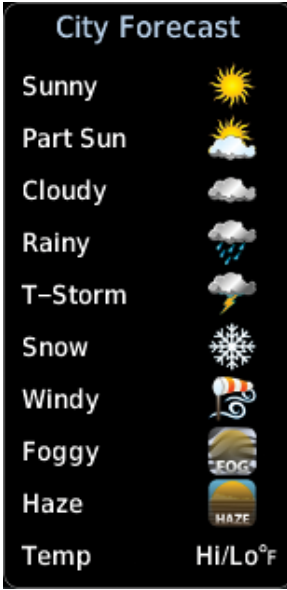 City Forecast
Sunny
Part Sun
Cloudy
Rainy
T-Storm
Snow
Windy
Foggy FOG
Haze HAZE
Temp Hi/Lo°F